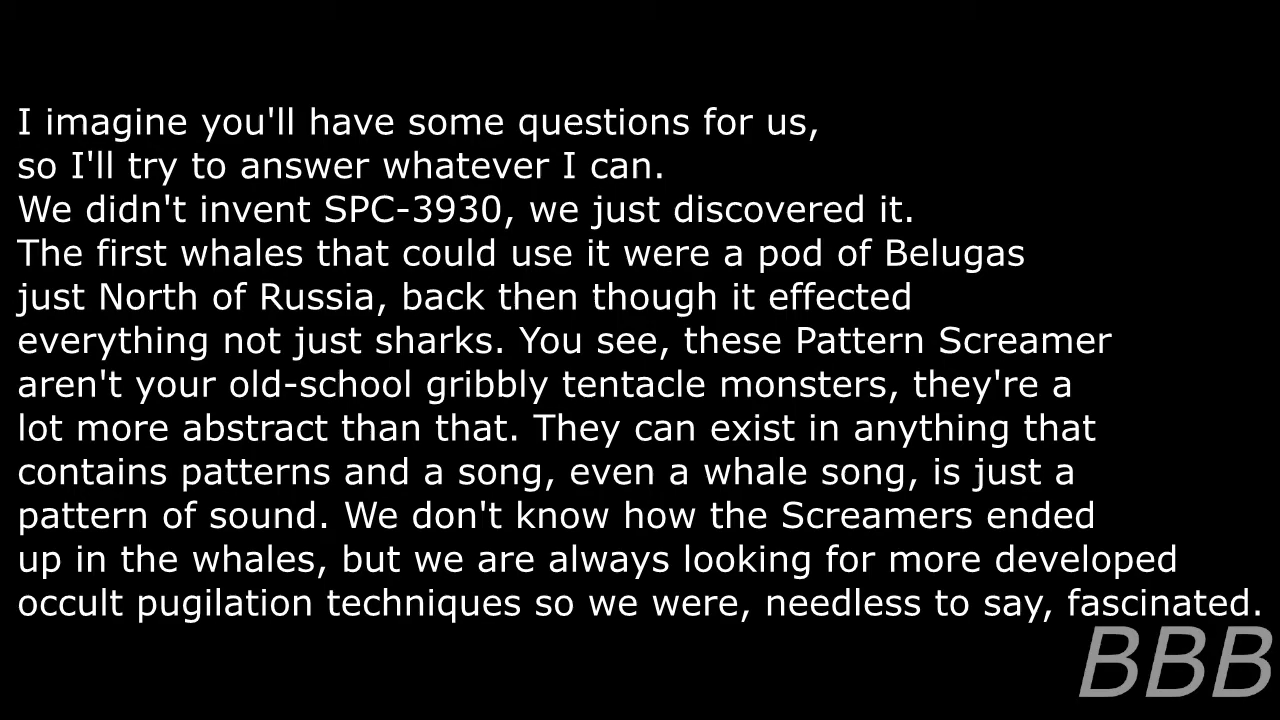 I imagine you'll have some questions for us,
so I'll try to answer whatever I can.
We didn't invent SPC-3930, we just discovered it.
The first whales that could use it were a pod of Belugas
just North of Russia, back then though it effected
everything not just sharks. You see, these Pattern Screamer
aren't your old-school gribbly tentacle monsters, they're a
lot more abstract than that. They can exist in anything that
contains patterns and a song, even a whale song, is just a
pattern of sound. We don't know how the Screamers ended
up in the whales, but we are always looking for more developed
occult pugilation techniques so we were, needless to say, fascinated.
BBB